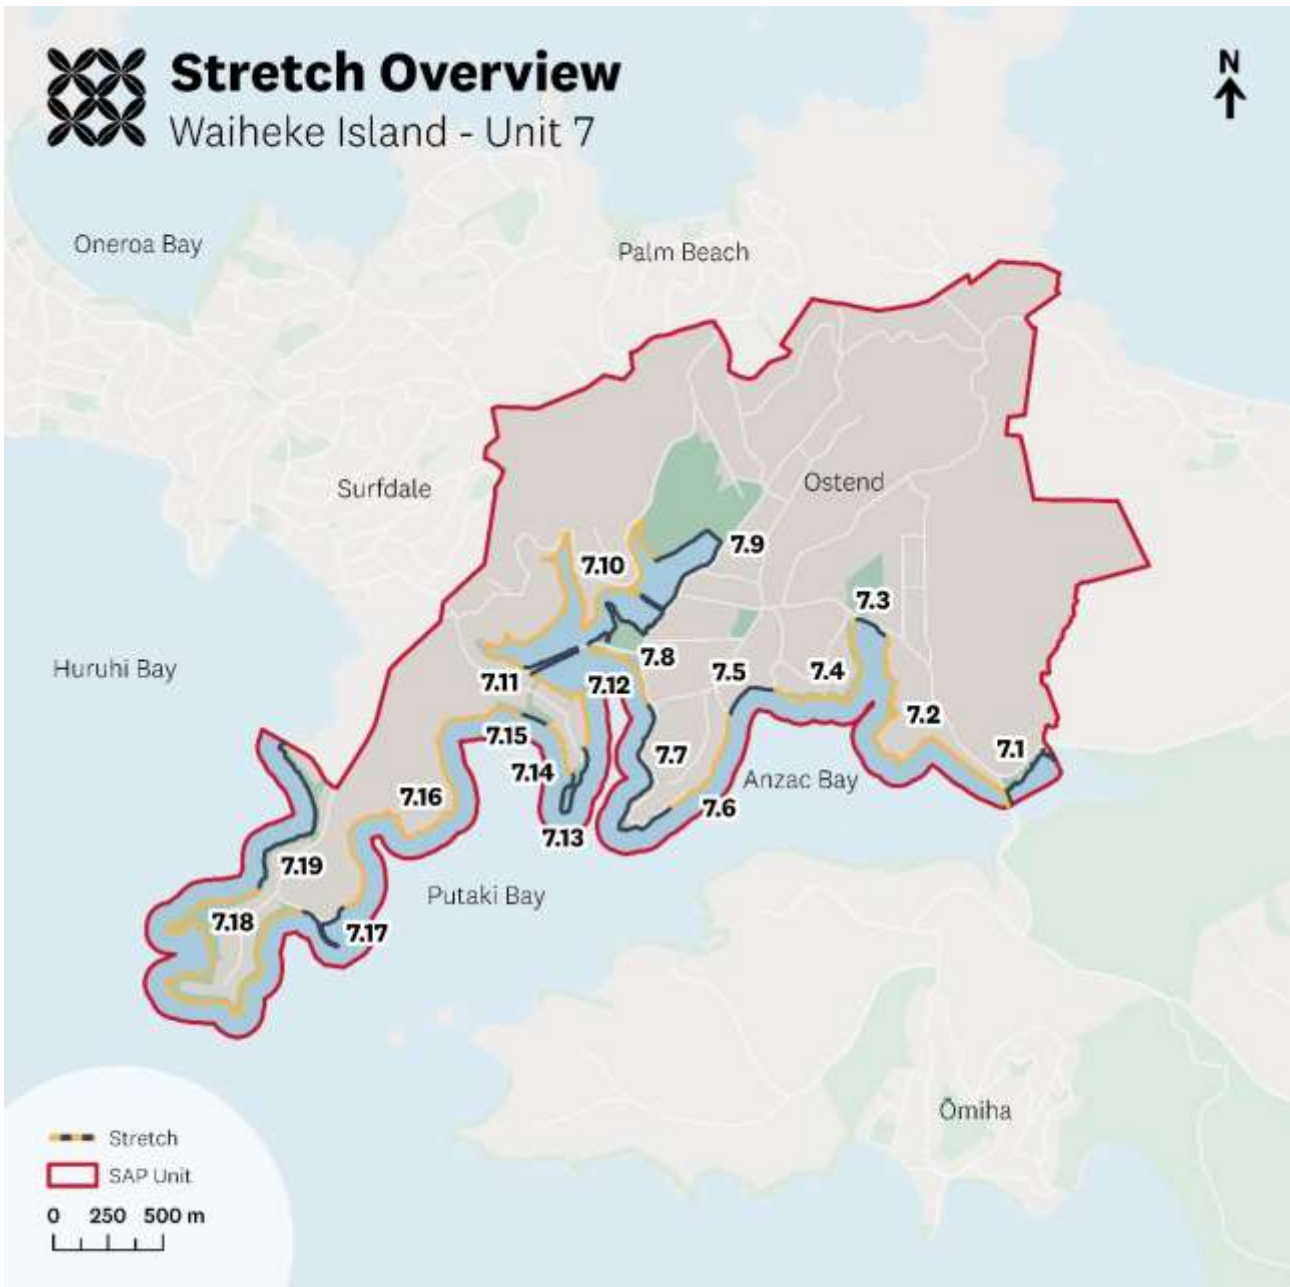 Stretch Overview
Waiheke Island - Unit 7
N
Oneroa Bay
Palm Beach
Surfdale
Ostend
7.9
7.10
7.3
Huruhi Bay
7.11
7.12
7.8
7.5
7.4
7.2
7.15
7.14
7.7
7.1
Anzac Bay
7.16
7.6
7.13
7.19
Putaki Bay
7.18
7.17
Ōmiha
Stretch
SAP Unit
0 250 500 m